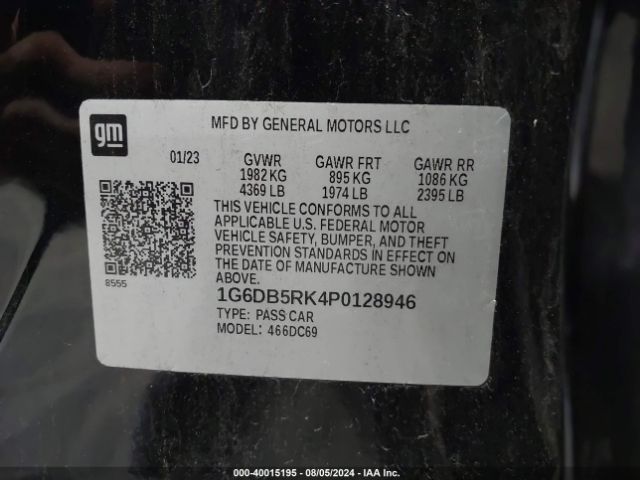 gm
MFD BY GENERAL MOTORS LLC
01/23 GVWR GAWR FRT GAWR RR
1982 KG 895 KG 1086 KG
4369 LB 1974 LB 2395 LB
THIS VEHICLE CONFORMS TO ALL
APPLICABLE U.S. FEDERAL MOTOR
VEHICLE SAFETY, BUMPER, AND THEFT
PREVENTION STANDARDS IN EFFECT ON
THE DATE OF MANUFACTURE SHOWN
ABOVE.
8555
1G6DB5RK4P0128946
TYPE: PASS CAR
MODEL: 466DC69
000-40015195 - 08/05/2024 - IAA Inc.